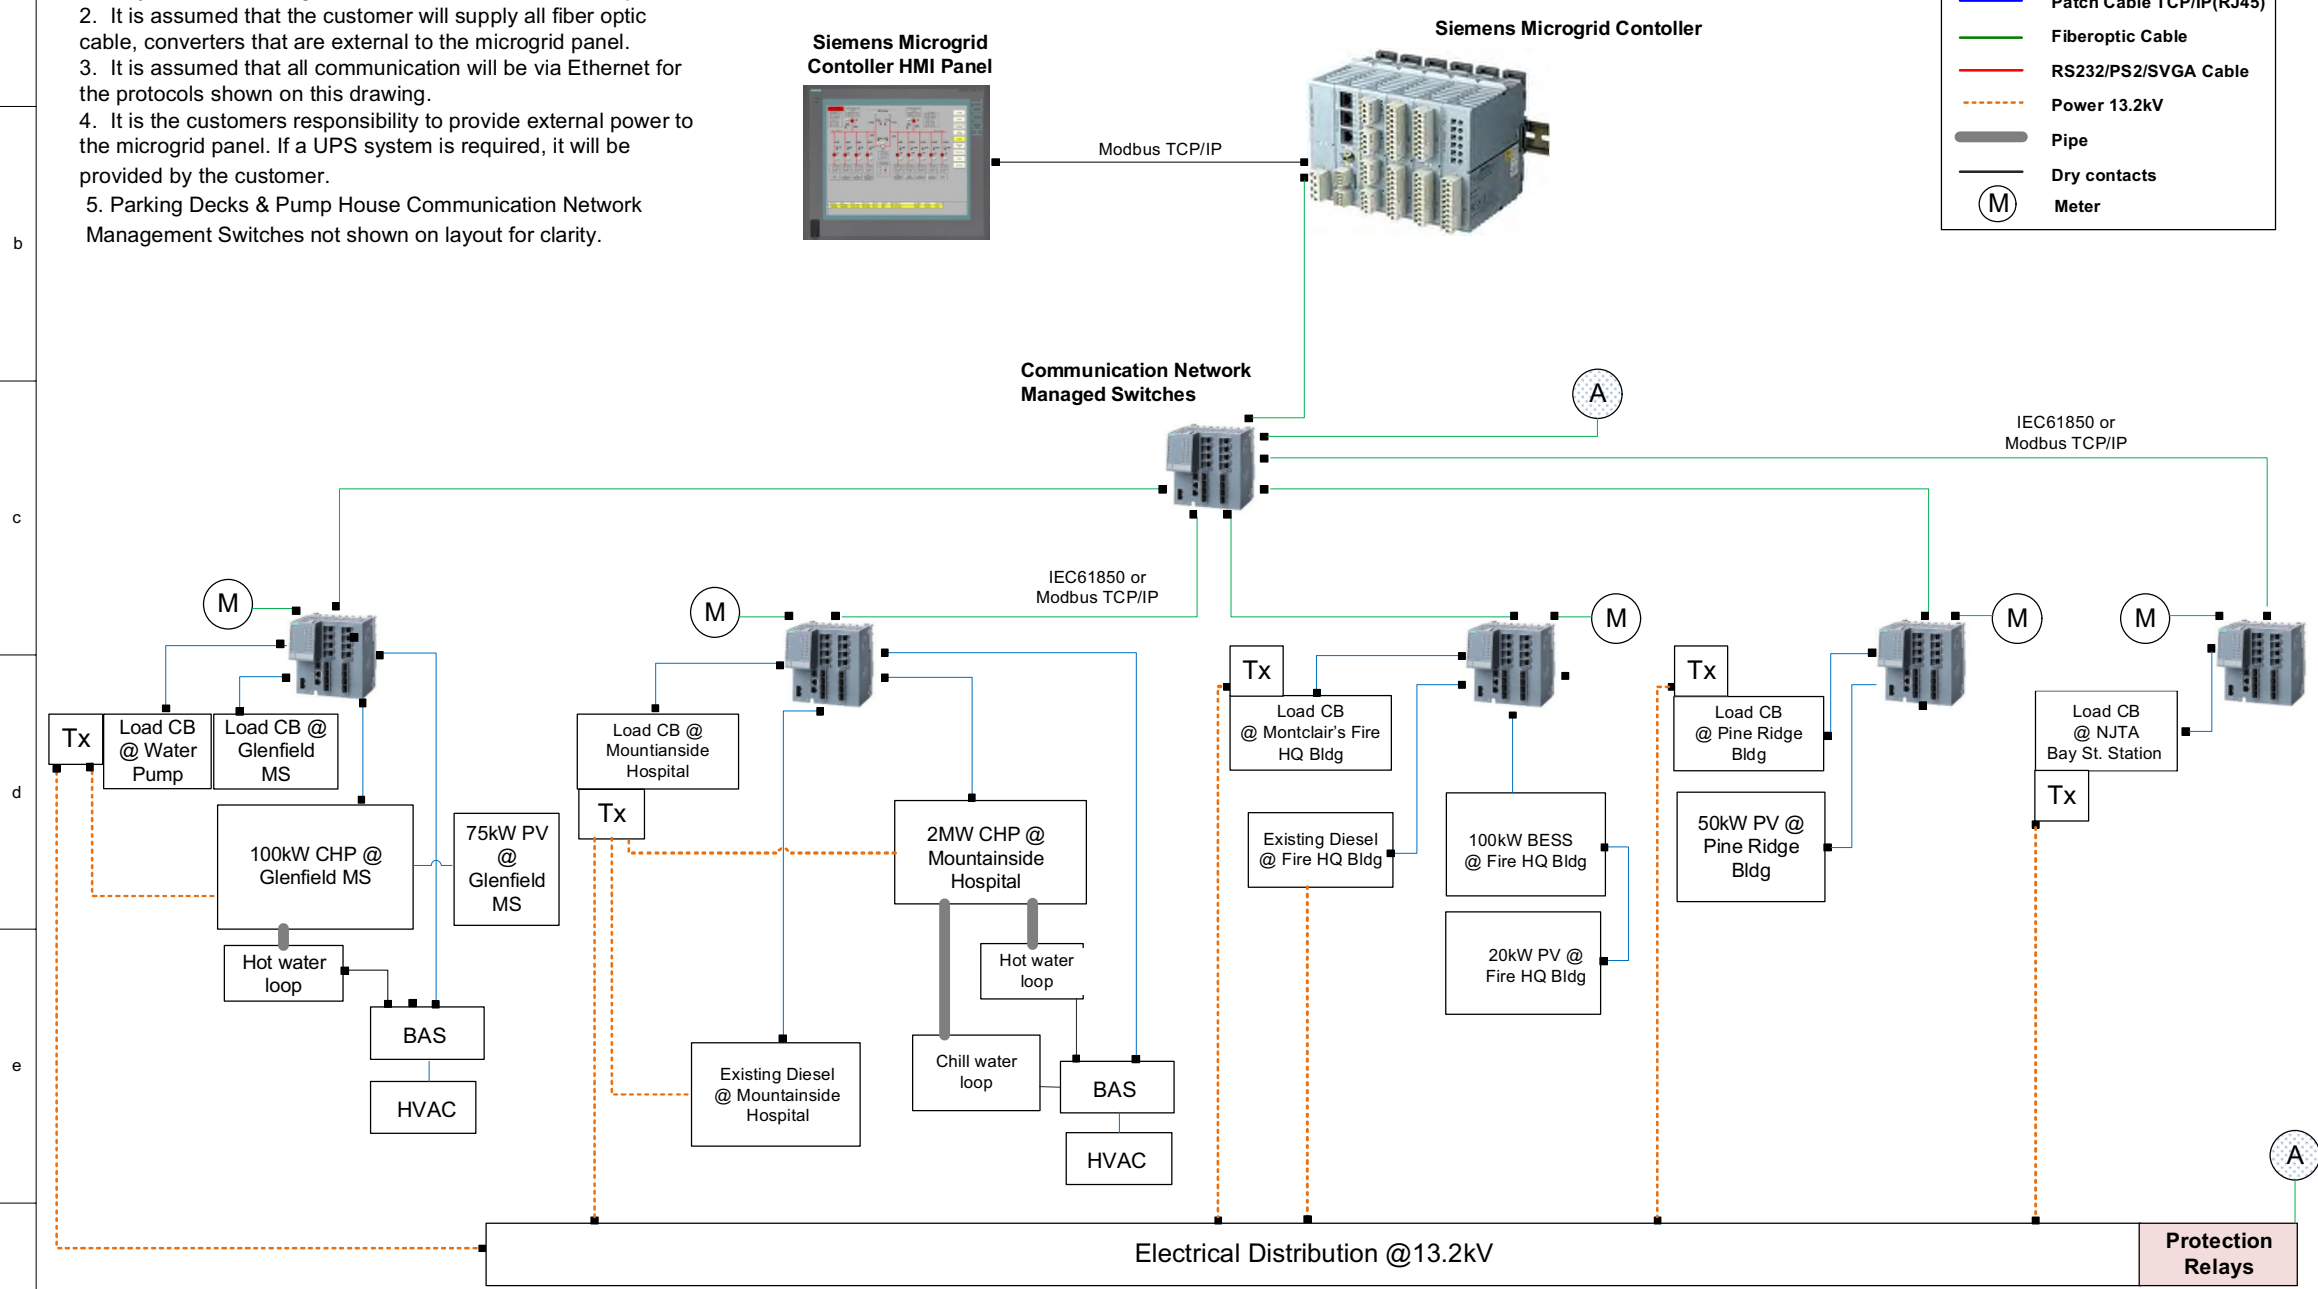 2. It is assumed that the customer will supply all fiber optic
cable, converters that are external to the microgrid panel.
3. It is assumed that all communication will be via Ethernet for
the protocols shown on this drawing.
4. It is the customers responsibility to provide external power to
the microgrid panel. If a UPS system is required, it will be
provided by the customer.
5. Parking Decks & Pump House Communication Network
Management Switches not shown on layout for clarity.
Siemens Microgrid
Contoller HMI Panel
Modbus TCP/IP
Siemens Microgrid Contoller
Patch Cable TCP/IP(RJ45)
Fiberoptic Cable
RS232/PS2/SVGA Cable
Power 13.2kV
Pipe
Dry contacts
M
Meter
b
Communication Network
Managed Switches
A
IEC61850 or
Modbus TCP/IP
c
IEC61850 or
Modbus TCP/IP
M
M
M
M
M
d
Tx
Load CB
@ Water
Pump
Load CB @
Glenfield
MS
100kW CHP @
Glenfield MS
75kW PV
@
Glenfield
MS
Hot water
loop
BAS
HVAC
Load CB @
Mountianside
Hospital
Tx
2MW CHP @
Mountainside
Hospital
Hot water
loop
Chill water
loop
Existing Diesel
@ Mountainside
Hospital
BAS
HVAC
Tx
Load CB
@ Montclair's Fire
HQ Bldg
Existing Diesel
@ Fire HQ Bldg
100kW BESS
@ Fire HQ Bldg
20kW PV @
Fire HQ Bldg
Tx
Load CB
@ Pine Ridge
Bldg
50kW PV @
Pine Ridge
Bldg
Load CB
@ NJTA
Bay St. Station
Tx
e
A
Electrical Distribution @13.2kV
Protection
Relays